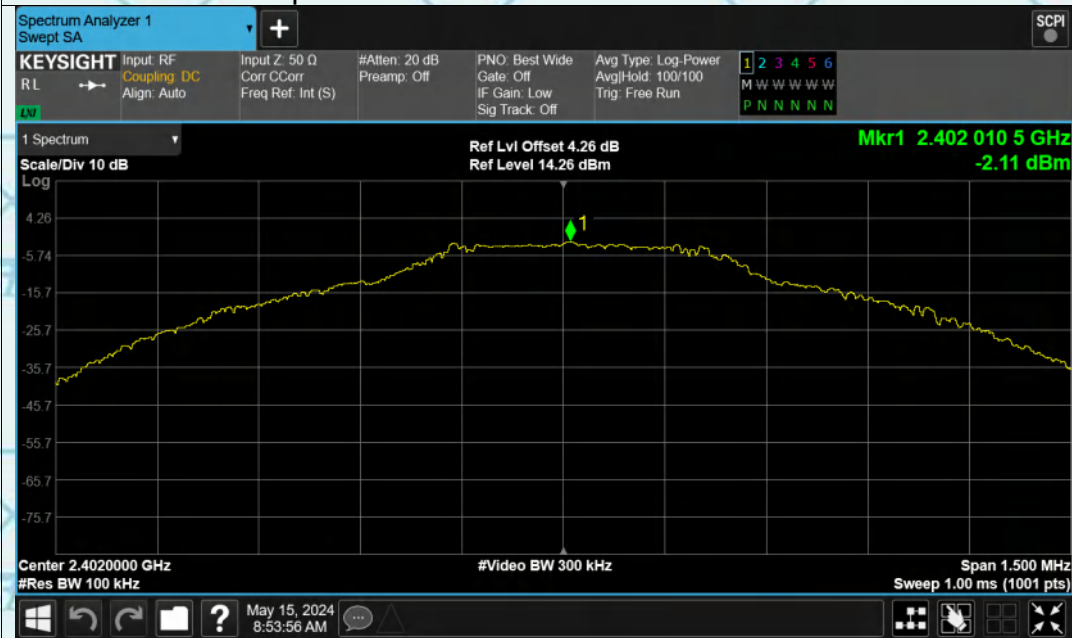 Spectrum Analyzer 1
Swept SA
+
SCPI
KEYSIGHT
RL
LXI
Input: RF
Coupling: DC
Align: Auto
Input Z: 50 Ω
Corr CCorr
Freq Ref: Int (S)
#Atten: 20 dB
Preamp: Off
PNO: Best Wide
Gate: Off
IF Gain: Low
Sig Track: Off
Avg Type: Log-Power
Avg|Hold: 100/100
Trig: Free Run
1 2 3 4 5 6
M W W W W W
P N N N N N
1 Spectrum
Scale/Div 10 dB
Log
Ref Lvl Offset 4.26 dB
Ref Level 14.26 dBm
Mkr1 2.402 010 5 GHz
-2.11 dBm
1
4.26
-5.74
-15.7
-25.7
-35.7
-45.7
-55.7
-65.7
-75.7
Center 2.4020000 GHz
#Res BW 100 kHz
#Video BW 300 kHz
Span 1.500 MHz
Sweep 1.00 ms (1001 pts)
?
May 15, 2024
8:53:56 AM